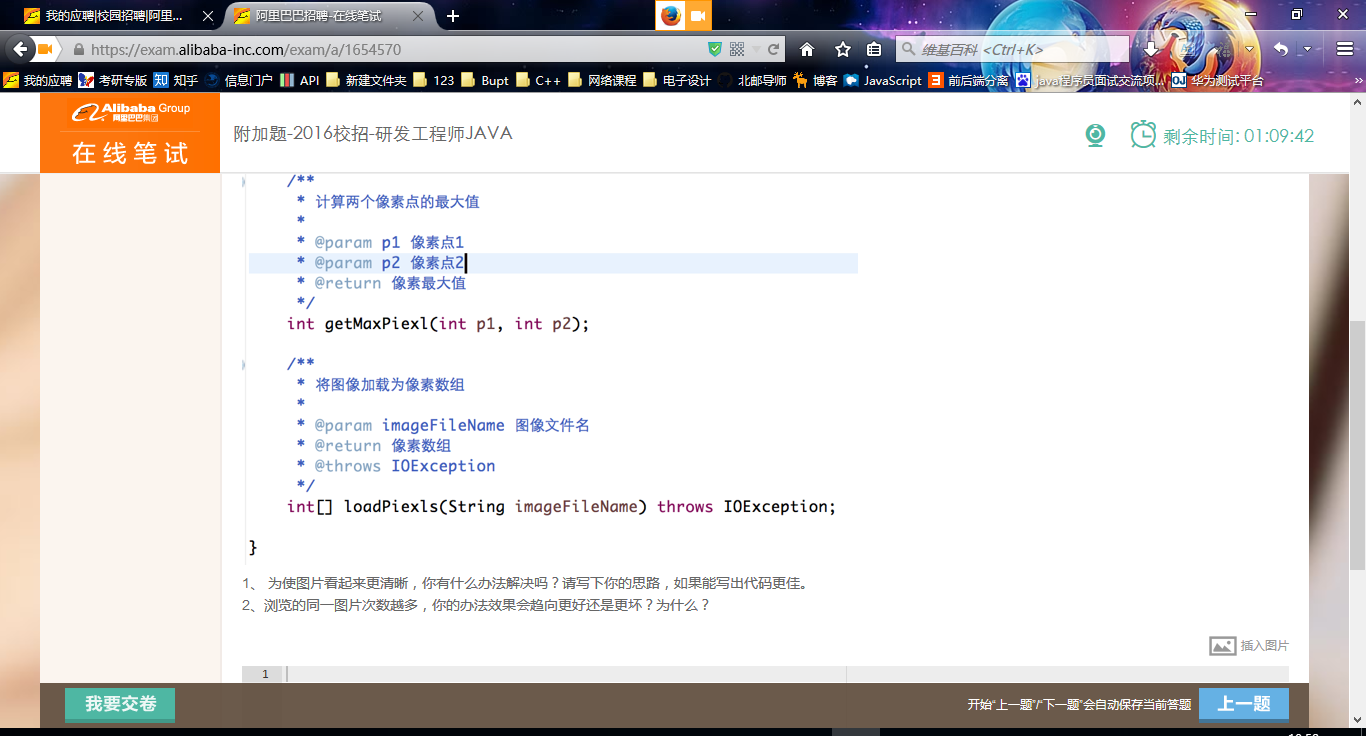 我的应聘|校园招聘|阿里...
阿里巴巴招聘-在线笔试
https://exam.alibaba-inc.com/exam/a/1654570
维基百科 <Ctrl+K>
我的应聘 考研专版 知 知乎 信息门户 API 新建文件夹 123 Bupt C++ 网络课程 电子设计 北邮导师 博客 JavaScript 前后端分离 java程序员面试交流项... 华为测试平台
Alibaba Group
阿里巴巴集团
在线笔试
附加题-2016校招-研发工程师JAVA
剩余时间: 01:09:42
/**
* 计算两个像素点的最大值
*
* @param p1 像素点1
* @param p2 像素点2
* @return 像素最大值
*/
int getMaxPiexl(int p1, int p2);
/**
* 将图像加载为像素数组
*
* @param imageFileName 图像文件名
* @return 像素数组
* @throws IOException
*/
int[] loadPiexls(String imageFileName) throws IOException;
}
1、 为使图片看起来更清晰，你有什么办法解决吗？请写下你的思路，如果能写出代码更佳。
2、浏览的同一图片次数越多，你的办法效果会趋向更好还是更坏？为什么？
插入图片
1
我要交卷
开始“上一题”/“下一题”会自动保存当前答题
上一题